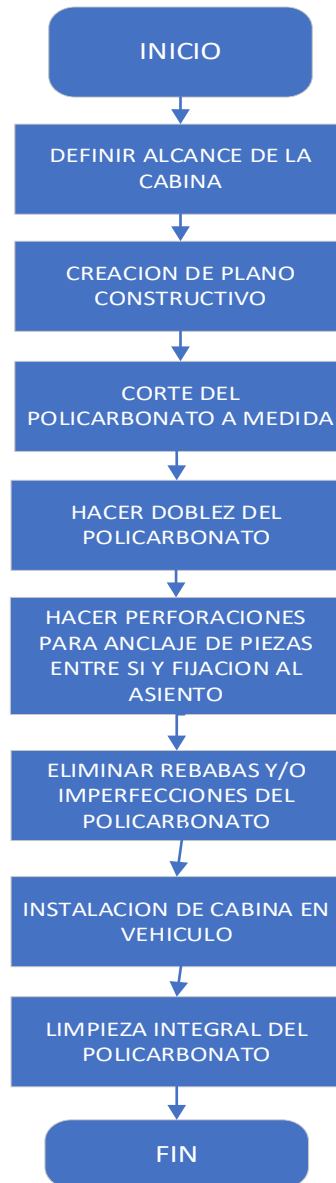 INICIO
DEFINIR ALCANCE DE LA
CABINA
CREACION DE PLANO
CONSTRUCTIVO
CORTE DEL
POLICARBONATO A MEDIDA
HACER DOBLEZ DEL
POLICARBONATO
HACER PERFORACIONES
PARA ANCLAJE DE PIEZAS
ENTRE SI Y FIJACION AL
ASIENTO
ELIMINAR REBABAS Y/O
IMPERFECCIONES DEL
POLICARBONATO
INSTALACION DE CABINA EN
VEHICULO
LIMPIEZA INTEGRAL DEL
POLICARBONATO
FIN